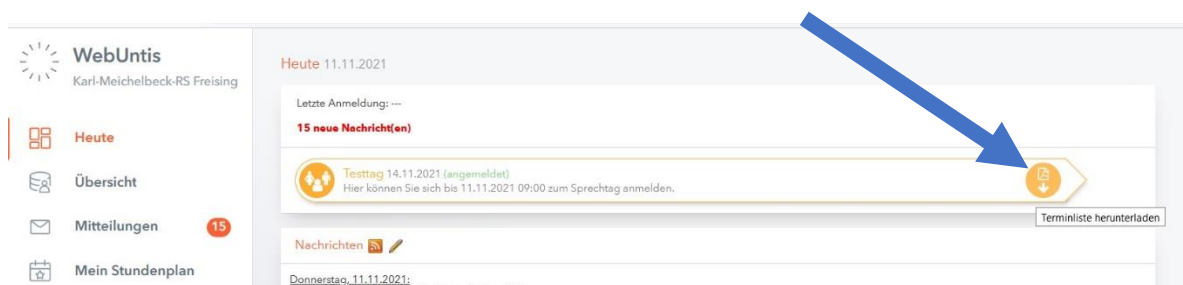 WebUntis
Karl-Meichelbeck-RS Freising
Heute
Übersicht
Mitteilungen 15
Mein Stundenplan
Heute 11.11.2021
Letzte Anmeldung: ---
15 neue Nachricht(en)
Testtag 14.11.2021 (angemeldet)
Hier können Sie sich bis 11.11.2021 09:00 zum Sprechtag anmelden.
Terminliste herunterladen
Nachrichten
Donnerstag, 11.11.2021: